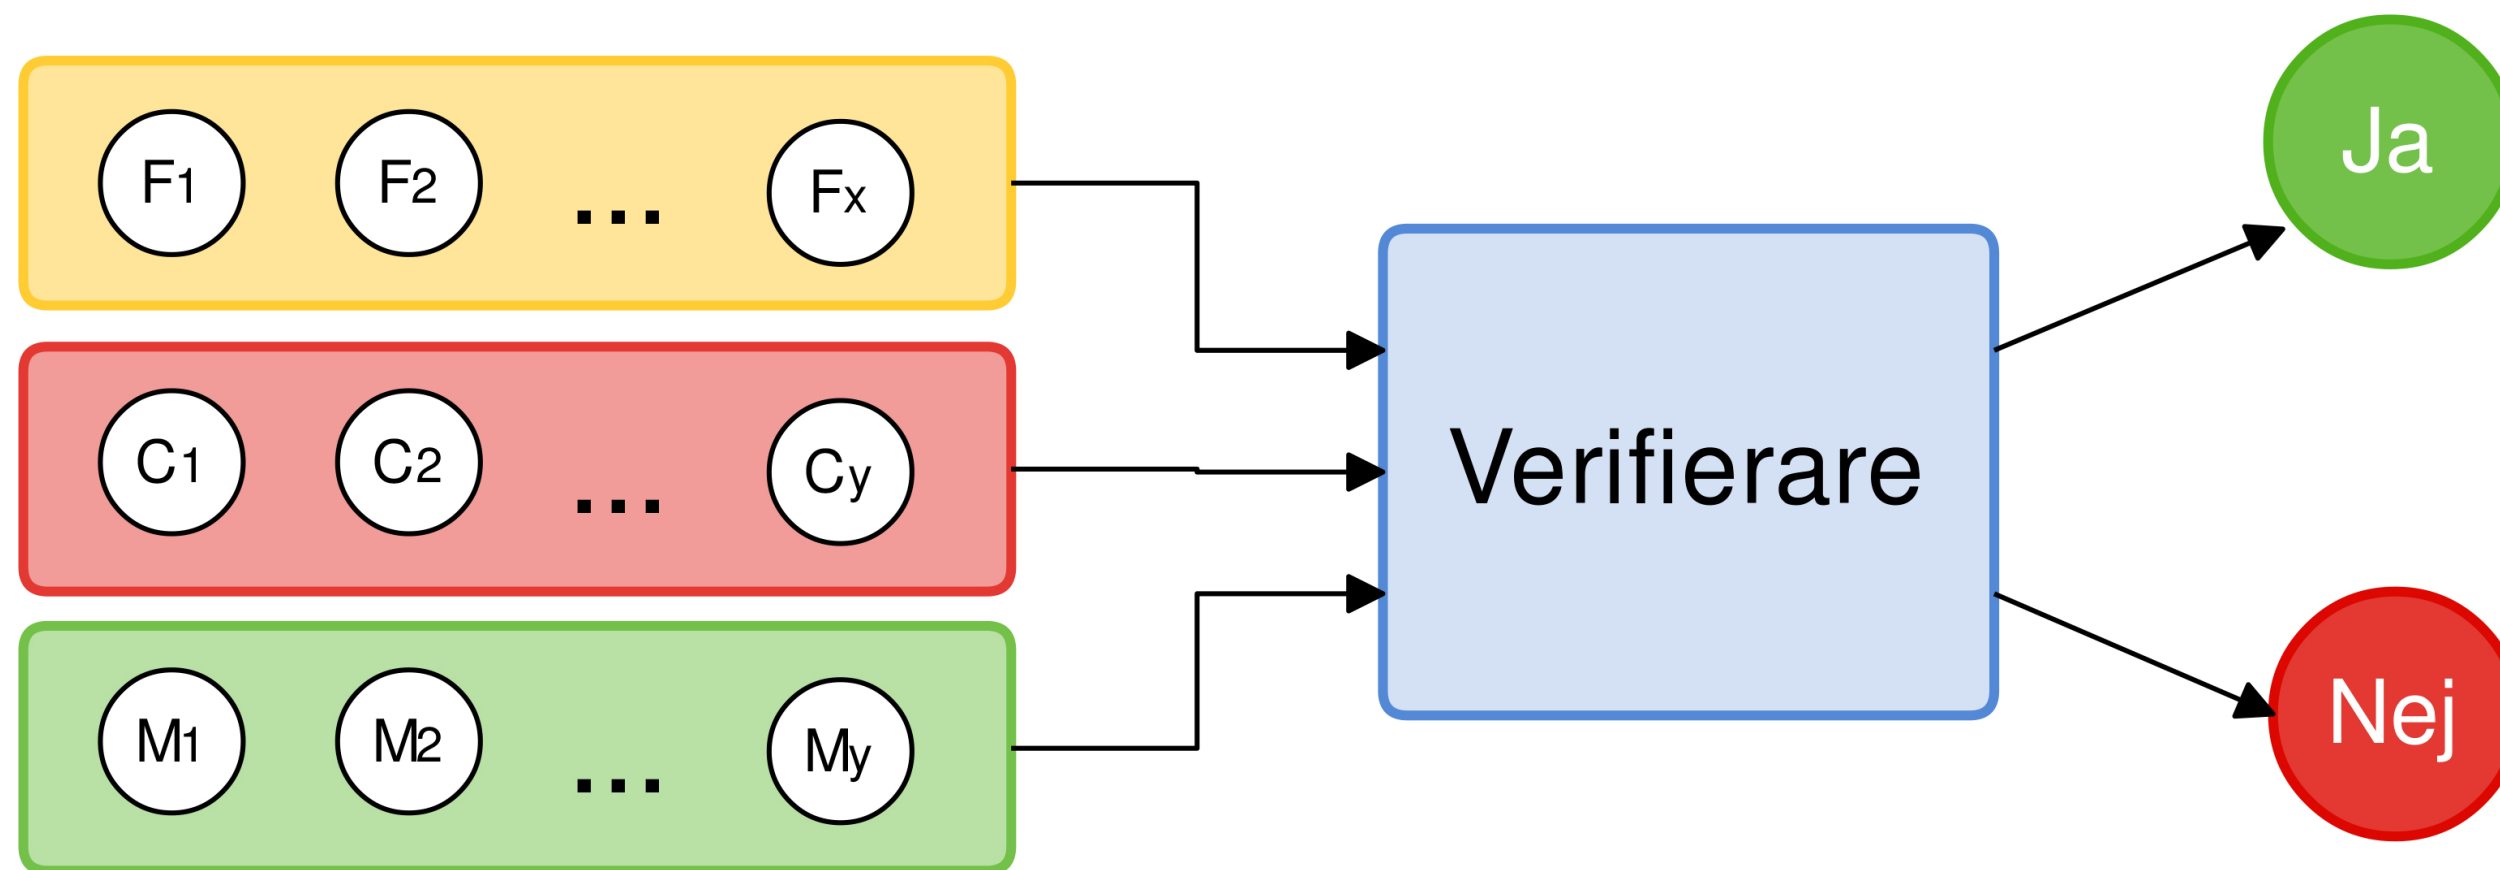 F1 F2 ... Fx
C1 C2 ... Cy
M1 M2 ... My
Verifierare
Ja
Nej